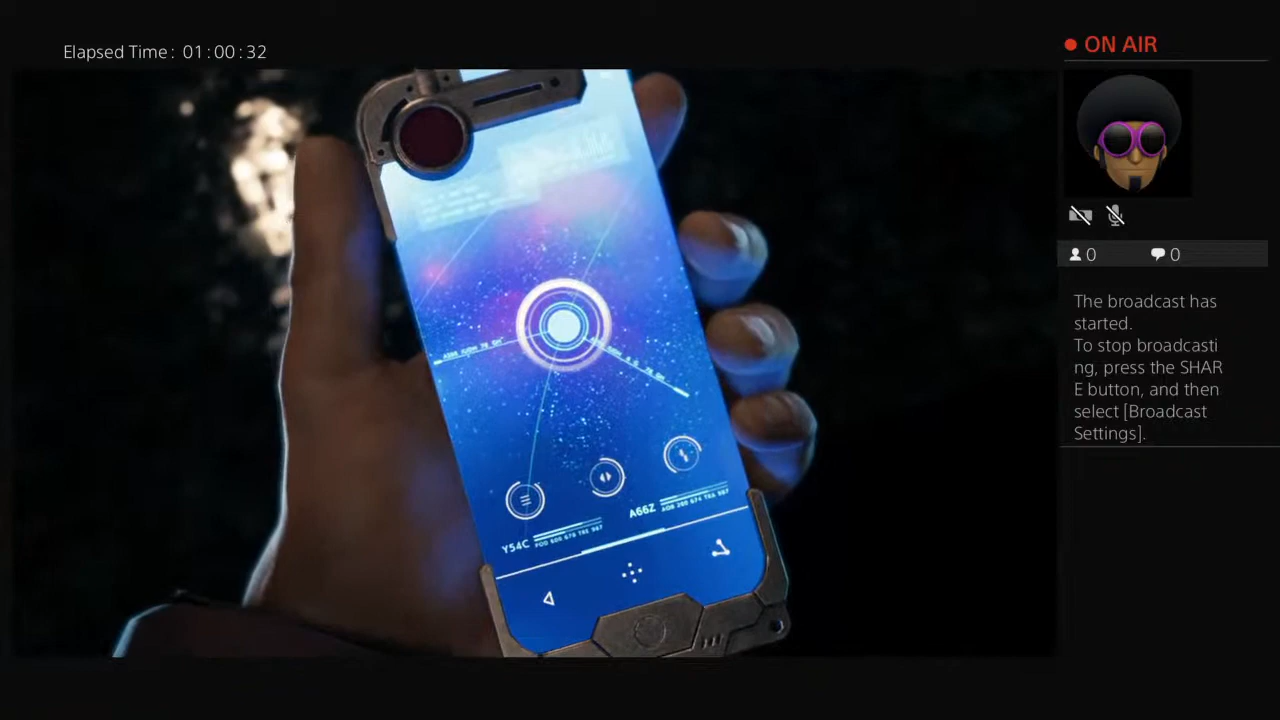 Elapsed Time: 01:00:32
ON AIR
0
0
The broadcast has
started.
To stop broadcasti
ng, press the SHAR
E button, and then
select [Broadcast
Settings].
A66Z
Y54C